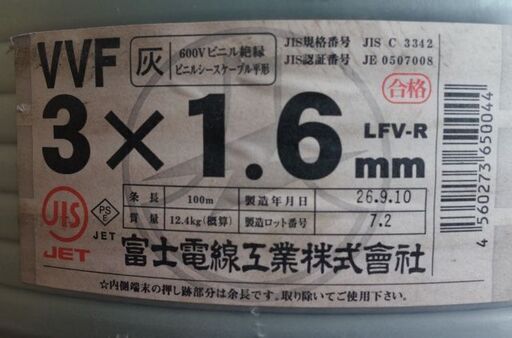 VVF 灰
600Vビニル絶縁
ビニルシースケーブル平形
JIS規格番号 JIS C 3342
JIS認証番号 JE 0507008
合格
3×1.6mm
LFV-R
条長 100m 製造年月日 26.9.10
質量 12.4kg(概算) 製造ロット番号 7.2
JIS
JET
PS
E
JET
富士電線工業株式會社
☆内側端末の押し跡部分は余長です。取り除いてご使用下さい。
4 560273 650044